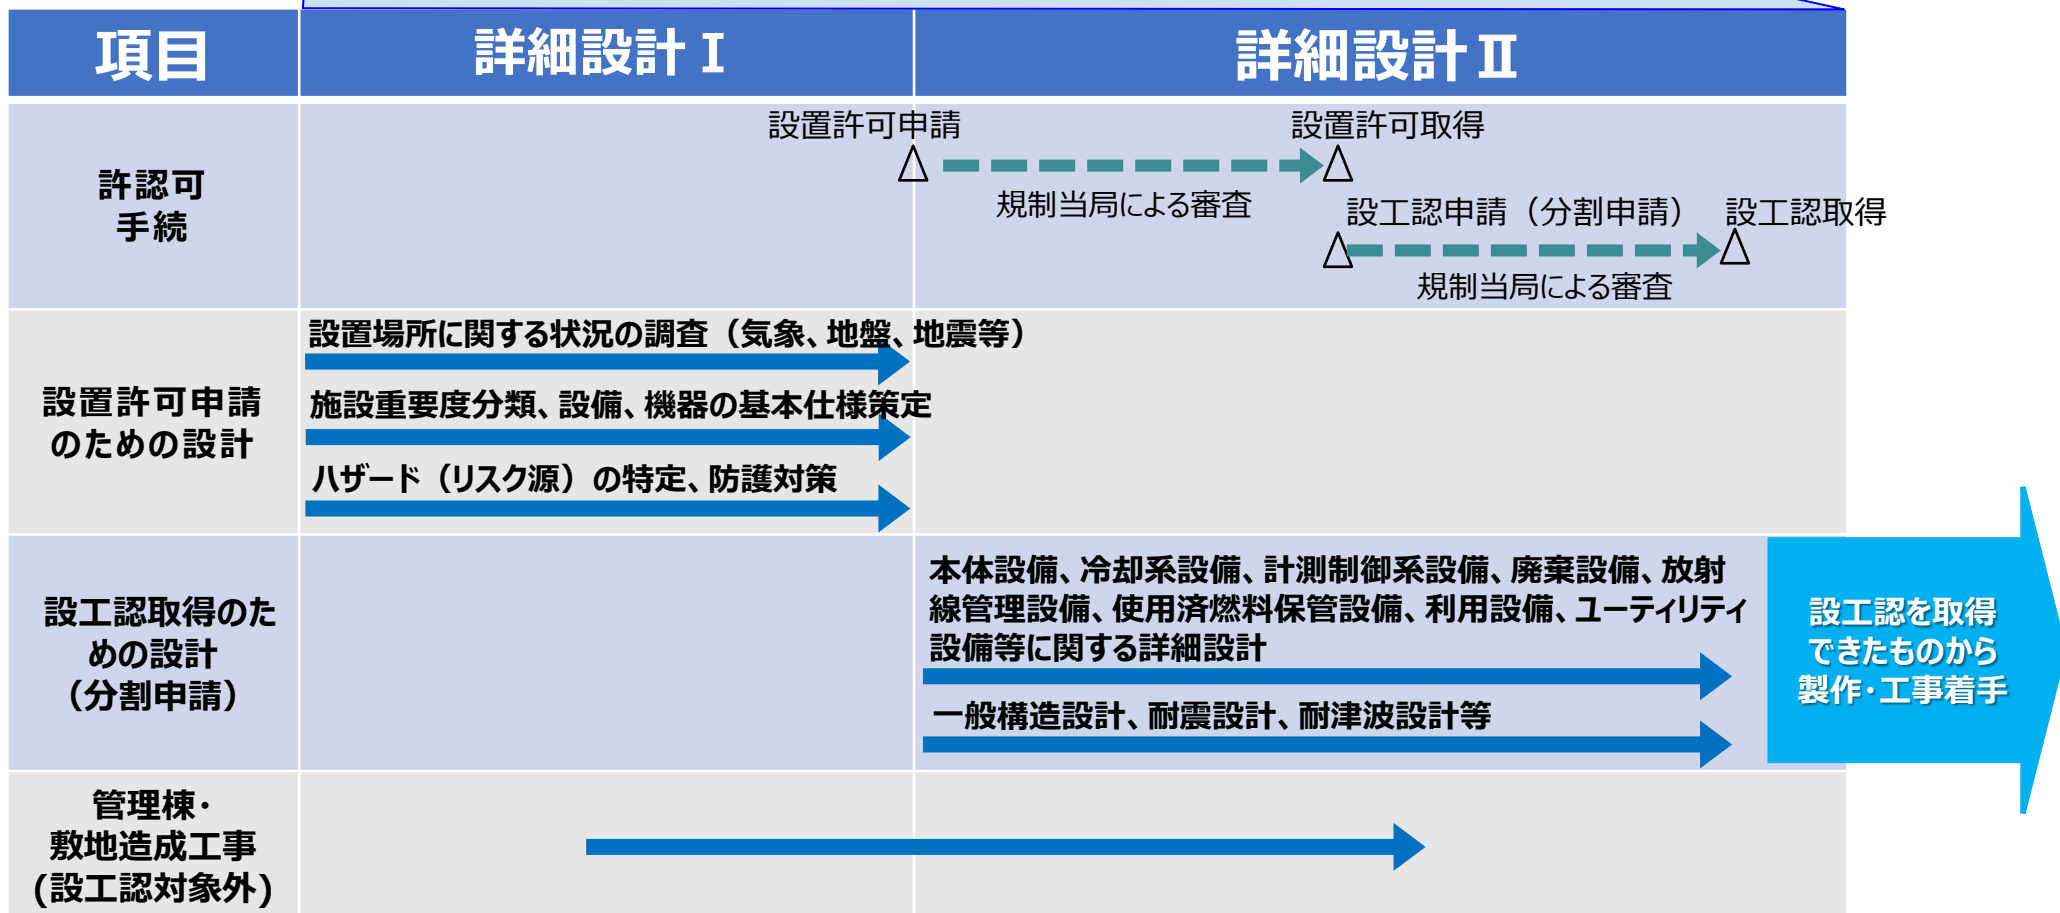 項目
詳細設計Ⅰ
詳細設計Ⅱ
許認可
手続
設置許可申請
設置許可取得
規制当局による審査
設工認申請（分割申請）
設工認取得
規制当局による審査
設置許可申請
のための設計
設置場所に関する状況の調査（気象、地盤、地震等）
施設重要度分類、設備、機器の基本仕様策定
ハザード（リスク源）の特定、防護対策
設工認取得のた
めの設計
（分割申請）
本体設備、冷却系設備、計測制御系設備、廃棄設備、放射
線管理設備、使用済燃料保管設備、利用設備、ユーティリティ
設備等に関する詳細設計
一般構造設計、耐震設計、耐津波設計等
設工認を取得
できたものから
製作・工事着手
管理棟・
敷地造成工事
(設工認対象外)